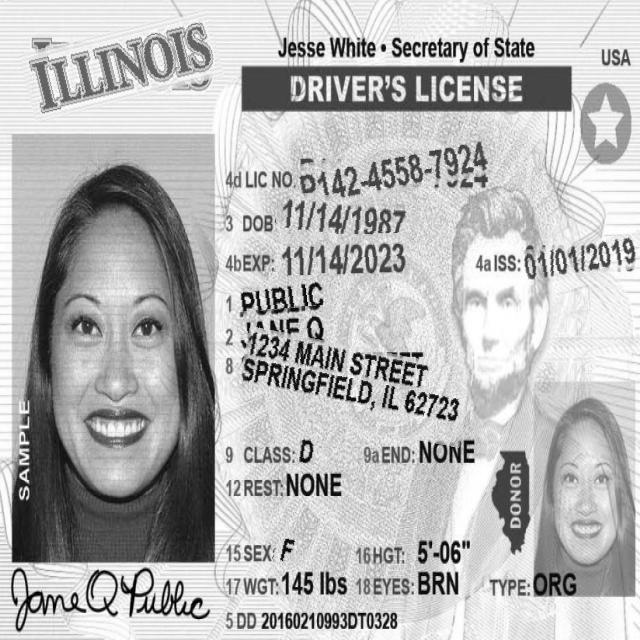 ILLINOIS
Jesse White • Secretary of State
USA
DRIVER'S LICENSE
4d LIC NO. D142-4558-7924
3 DOB: 11/14/1987
4b EXP: 11/14/2023
4a ISS: 01/01/2019
1 PUBLIC
2 JANE Q
8 1234 MAIN STREET
SPRINGFIELD, IL 62723
9 CLASS: D
9a END: NONE
12 REST: NONE
SAMPLE
DONOR
15 SEX: F
16 HGT: 5'-06"
17 WGT: 145 lbs
18 EYES: BRN
TYPE: ORG
Jane Q Public
5 DD 20160210993DT0328